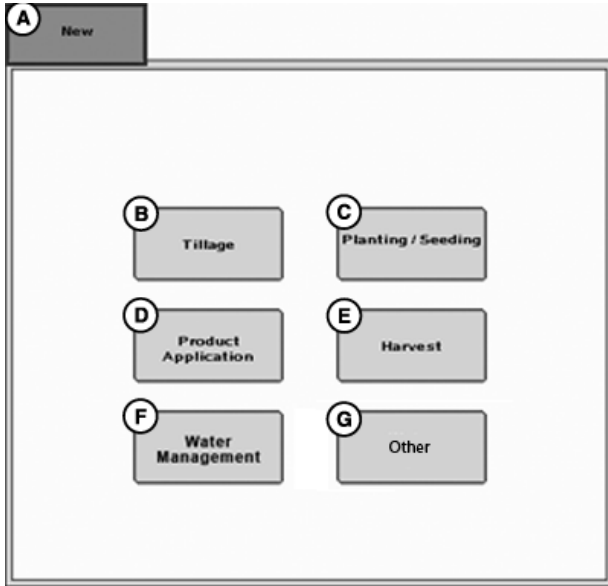 A
New
B
Tillage
C
Planting / Seeding
D
Product
Application
E
Harvest
F
Water
Management
G
Other